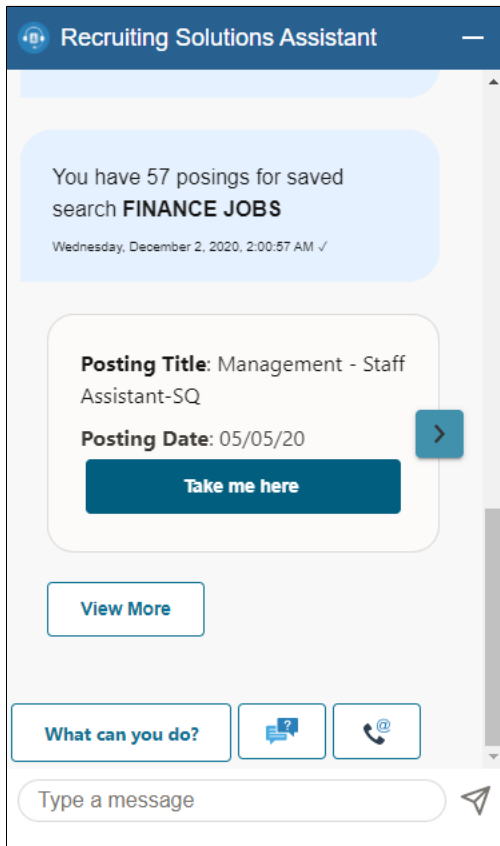 Recruiting Solutions Assistant
You have 57 posings for saved
search FINANCE JOBS
Wednesday, December 2, 2020, 2:00:57 AM ✓
Posting Title: Management - Staff
Assistant-SQ
Posting Date: 05/05/20
Take me here
View More
What can you do?
?
@
Type a message